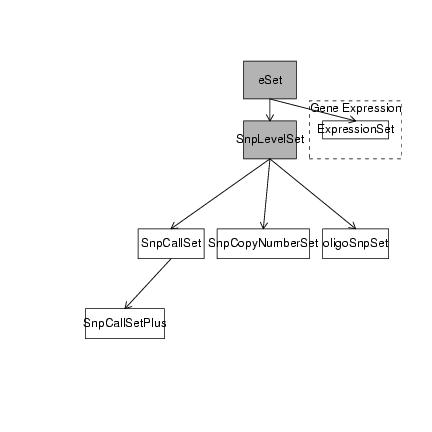 eSet
Gene Expression
ExpressionSet
SnpLevelSet
SnpCallSet
SnpCopyNumberSet
oligoSnpSet
SnpCallSetPlus